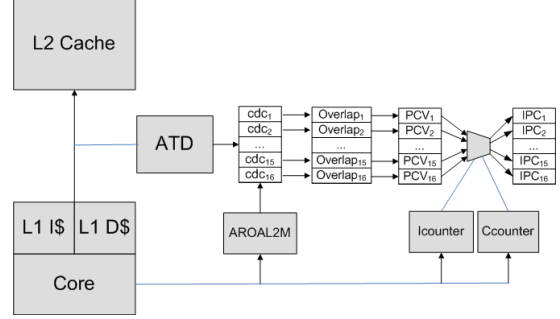 L2 Cache
ATD
cdc1
cdc2
...
cdc15
cdc16
Overlap1
Overlap2
...
Overlap15
Overlap16
PCV1
PCV2
...
PCV15
PCV16
IPC1
IPC2
...
IPC15
IPC16
L1 I$
L1 D$
Core
AROAL2M
Icounter
Ccounter